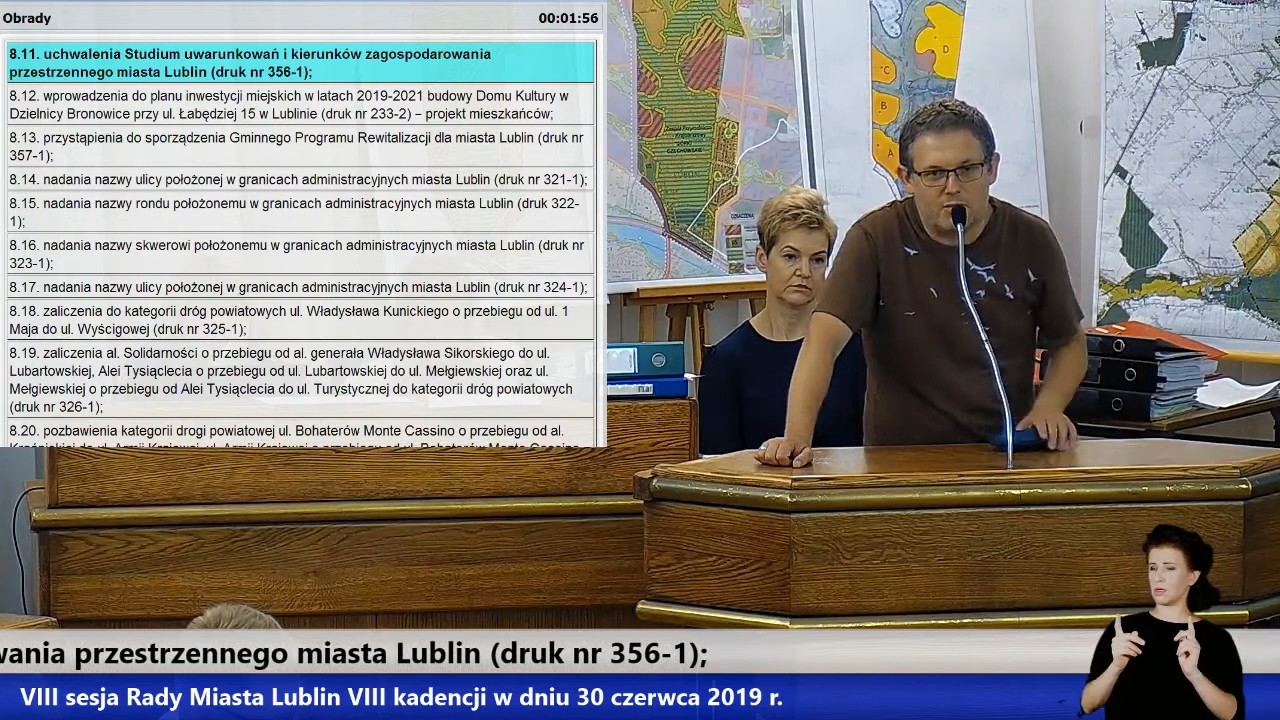 Obrady 00:01:56
8.11. uchwalenia Studium uwarunkowań i kierunków zagospodarowania
przestrzennego miasta Lublin (druk nr 356-1);
8.12. wprowadzenia do planu inwestycji miejskich w latach 2019-2021 budowy Domu Kultury w
Dzielnicy Bronowice przy ul. Łabędziej 15 w Lublinie (druk nr 233-2) – projekt mieszkańców;
8.13. przystąpienia do sporządzenia Gminnego Programu Rewitalizacji dla miasta Lublin (druk nr
357-1);
8.14. nadania nazwy ulicy położonej w granicach administracyjnych miasta Lublin (druk nr 321-1);
8.15. nadania nazwy rondu położonemu w granicach administracyjnych miasta Lublin (druk 322-
1);
8.16. nadania nazwy skwerowi położonemu w granicach administracyjnych miasta Lublin (druk nr
323-1);
8.17. nadania nazwy ulicy położonej w granicach administracyjnych miasta Lublin (druk nr 324-1);
8.18. zaliczenia do kategorii dróg powiatowych ul. Władysława Kunickiego o przebiegu od ul. 1
Maja do ul. Wyścigowej (druk nr 325-1);
8.19. zaliczenia al. Solidarności o przebiegu od al. generała Władysława Sikorskiego do ul.
Lubartowskiej, Alei Tysiąclecia o przebiegu od ul. Lubartowskiej do ul. Mełgiewskiej oraz ul.
Mełgiewskiej o przebiegu od Alei Tysiąclecia do ul. Turystycznej do kategorii dróg powiatowych
(druk nr 326-1);
8.20. pozbawienia kategorii drogi powiatowej ul. Bohaterów Monte Cassino o przebiegu od al.
D
C
B
A
wania przestrzennego miasta Lublin (druk nr 356-1);
VIII sesja Rady Miasta Lublin VIII kadencji w dniu 30 czerwca 2019 r.